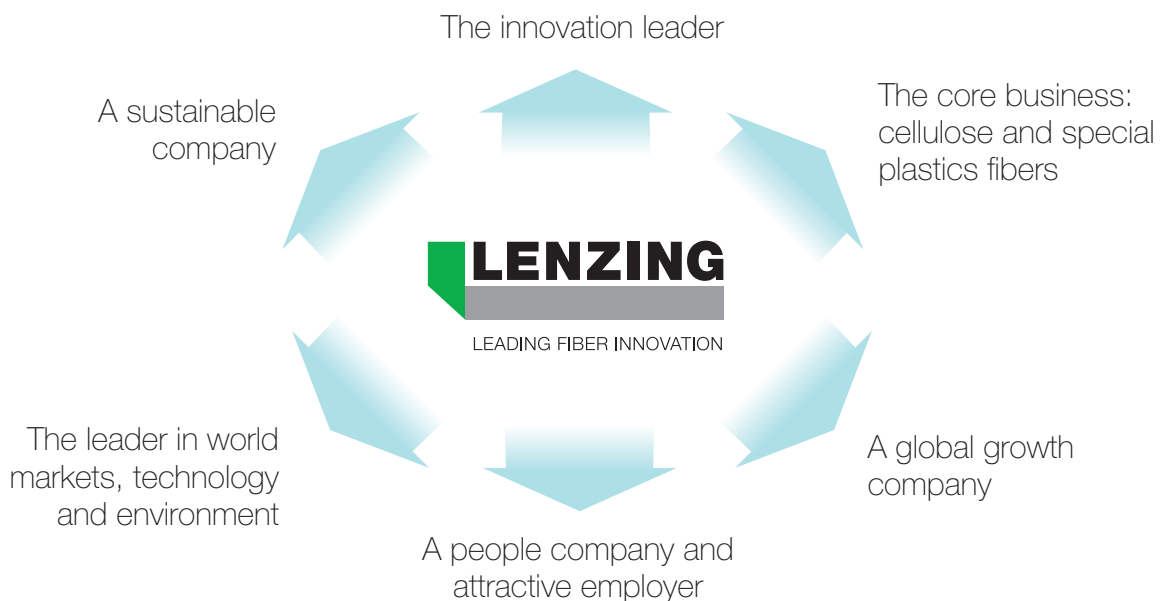 The innovation leader
A sustainable
company
The core business:
cellulose and special
plastics fibers
LENZING
LEADING FIBER INNOVATION
The leader in world
markets, technology
and environment
A global growth
company
A people company and
attractive employer